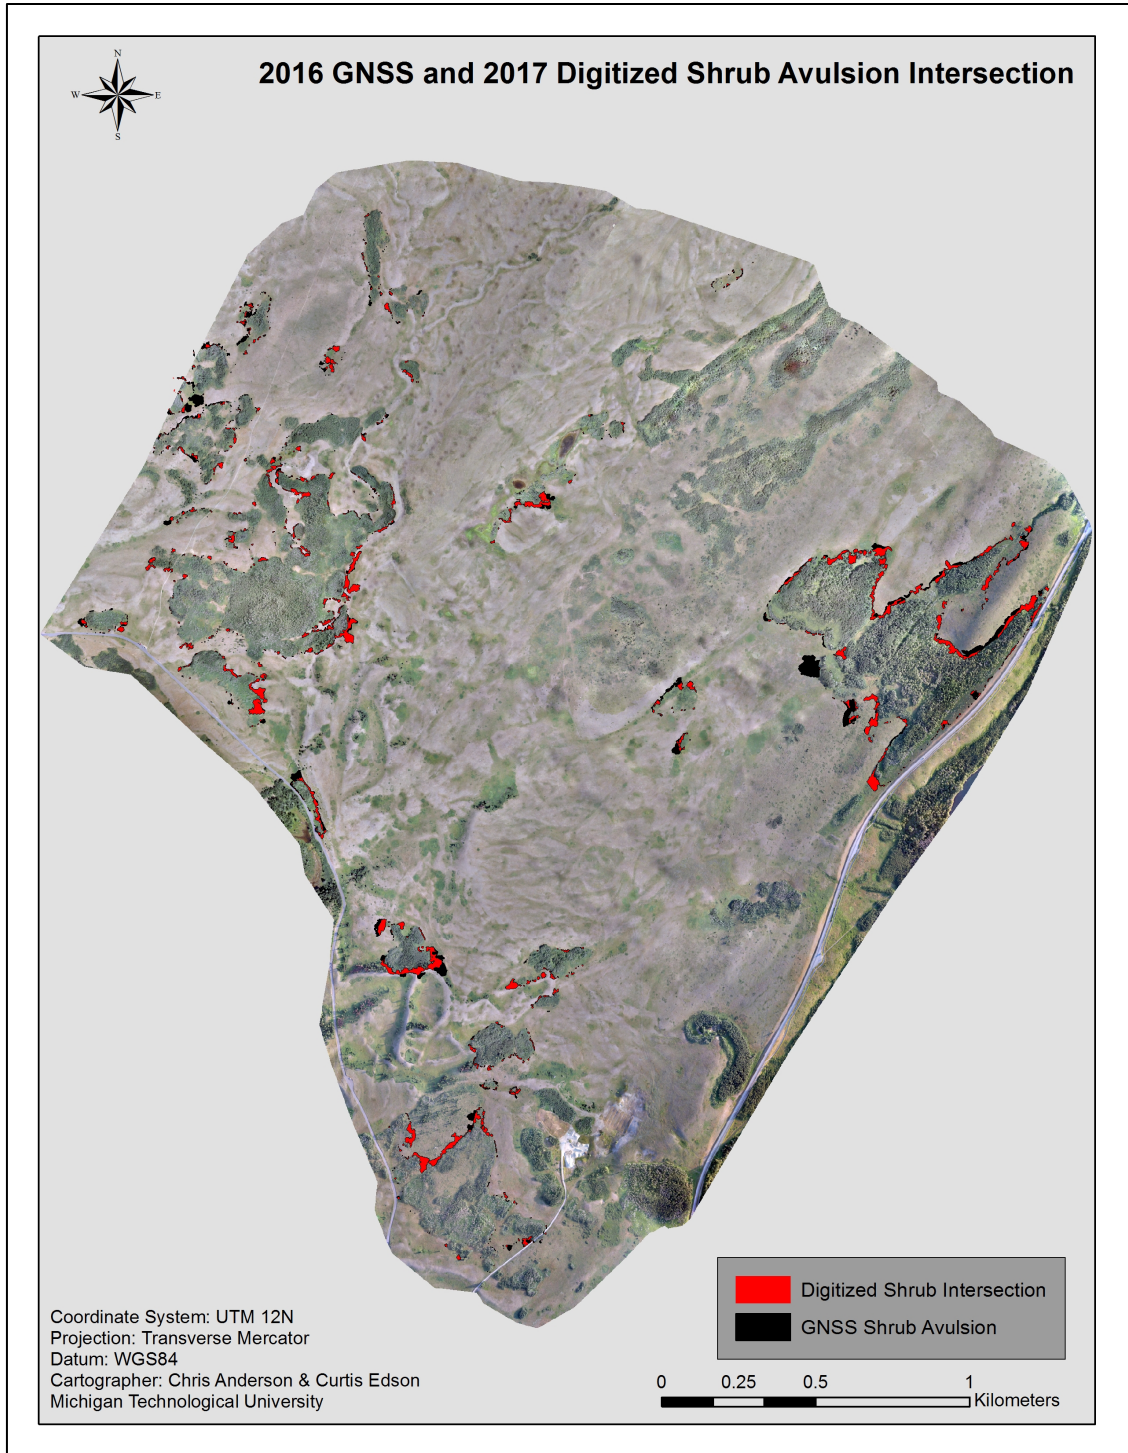 N
W E
S
2016 GNSS and 2017 Digitized Shrub Avulsion Intersection
Digitized Shrub Intersection
GNSS Shrub Avulsion
Coordinate System: UTM 12N
Projection: Transverse Mercator
Datum: WGS84
Cartographer: Chris Anderson & Curtis Edson
Michigan Technological University
0 0.25 0.5 1
Kilometers